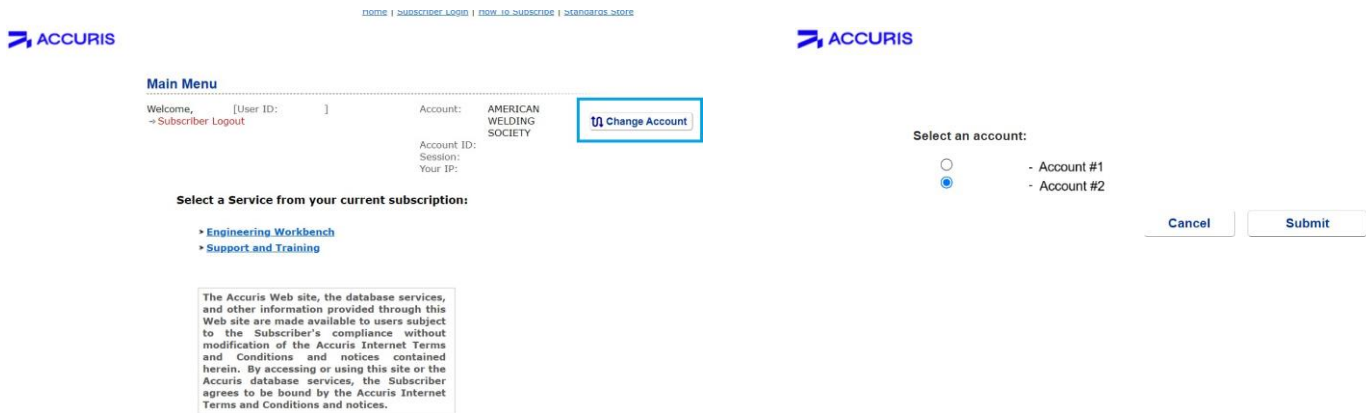 Home | Subscriber Login | How To Subscribe | Standards Store
ACCURIS
Main Menu
Welcome, [User ID: ]
→ Subscriber Logout
Account: AMERICAN
WELDING
SOCIETY
Account ID:
Session:
Your IP:
Change Account
Select a Service from your current subscription:
Engineering Workbench
Support and Training
The Accuris Web site, the database services,
and other information provided through this
Web site are made available to users subject
to the Subscriber's compliance without
modification of the Accuris Internet Terms
and Conditions and notices contained
herein. By accessing or using this site or the
Accuris database services, the Subscriber
agrees to be bound by the Accuris Internet
Terms and Conditions and notices.
ACCURIS
Select an account:
- Account #1
- Account #2
Cancel Submit